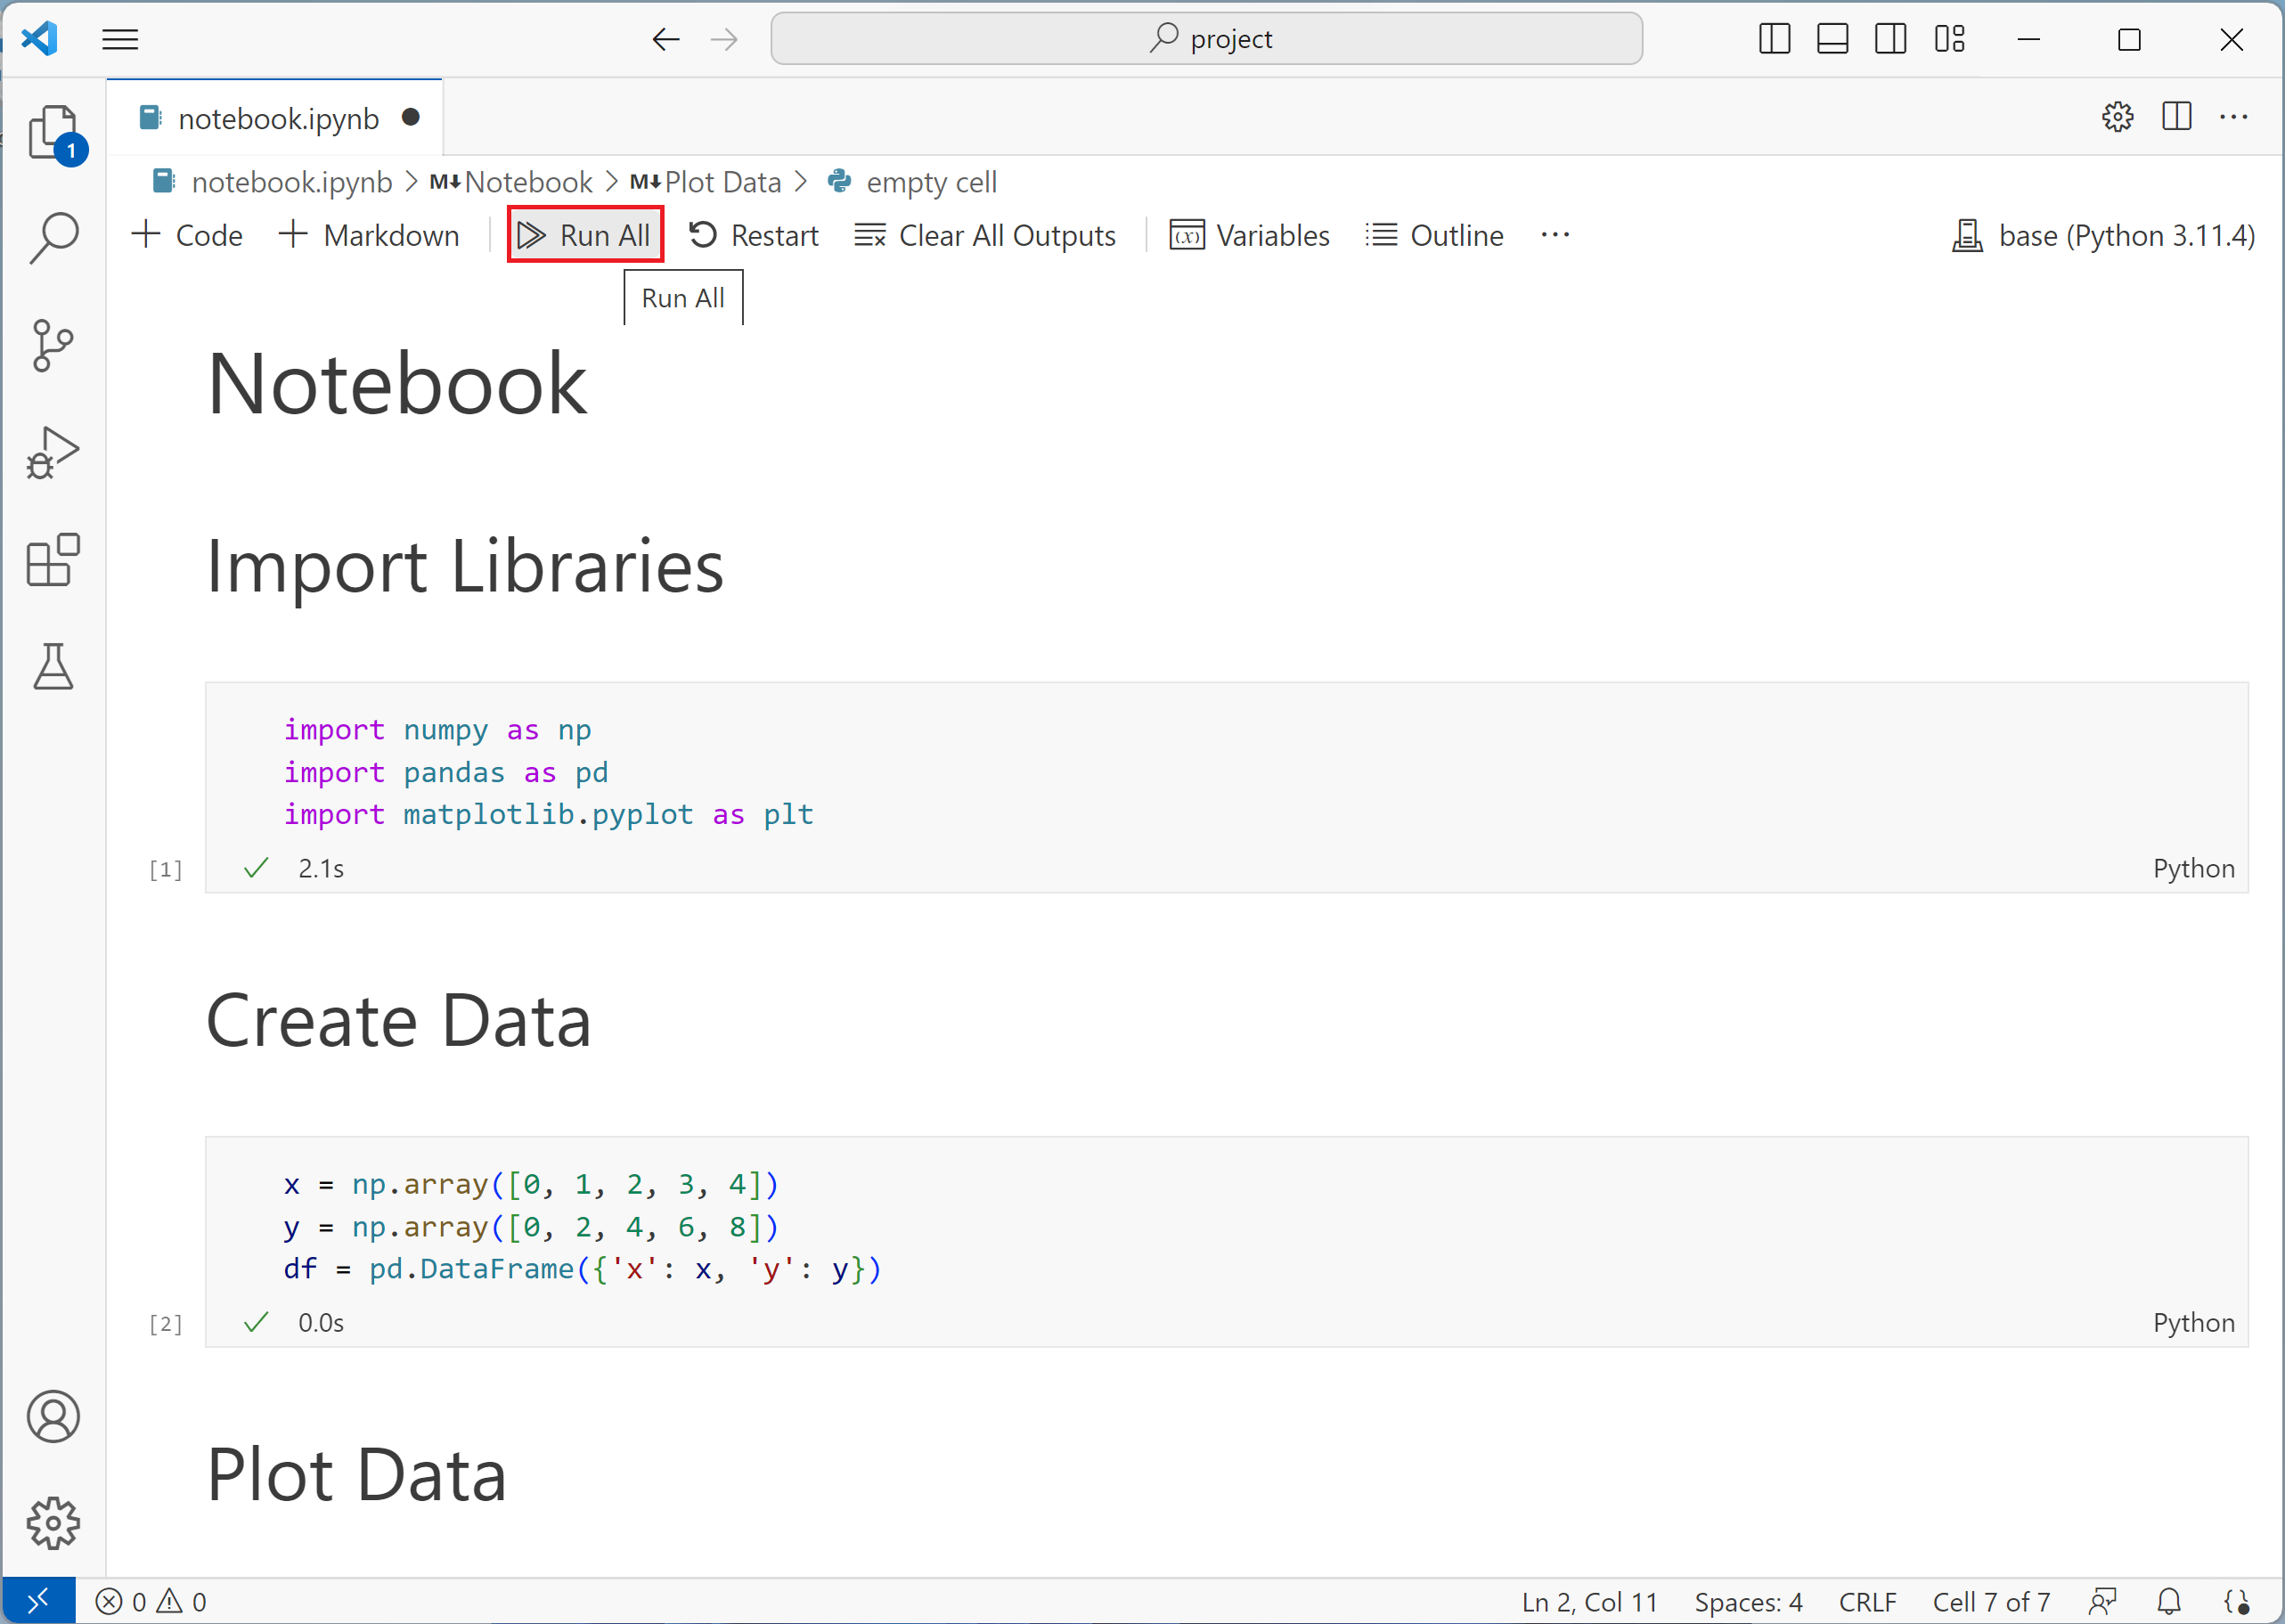 project
notebook.ipynb
1
notebook.ipynb > M↓Notebook > M↓Plot Data > empty cell
+ Code + Markdown Run All Restart Clear All Outputs (x) Variables Outline ... base (Python 3.11.4)
Run All
Notebook
Import Libraries
import numpy as np
import pandas as pd
import matplotlib.pyplot as plt
[1] ✓ 2.1s Python
Create Data
x = np.array([0, 1, 2, 3, 4])
y = np.array([0, 2, 4, 6, 8])
df = pd.DataFrame({'x': x, 'y': y})
[2] ✓ 0.0s Python
Plot Data
0 0 Ln 2, Col 11 Spaces: 4 CRLF Cell 7 of 7